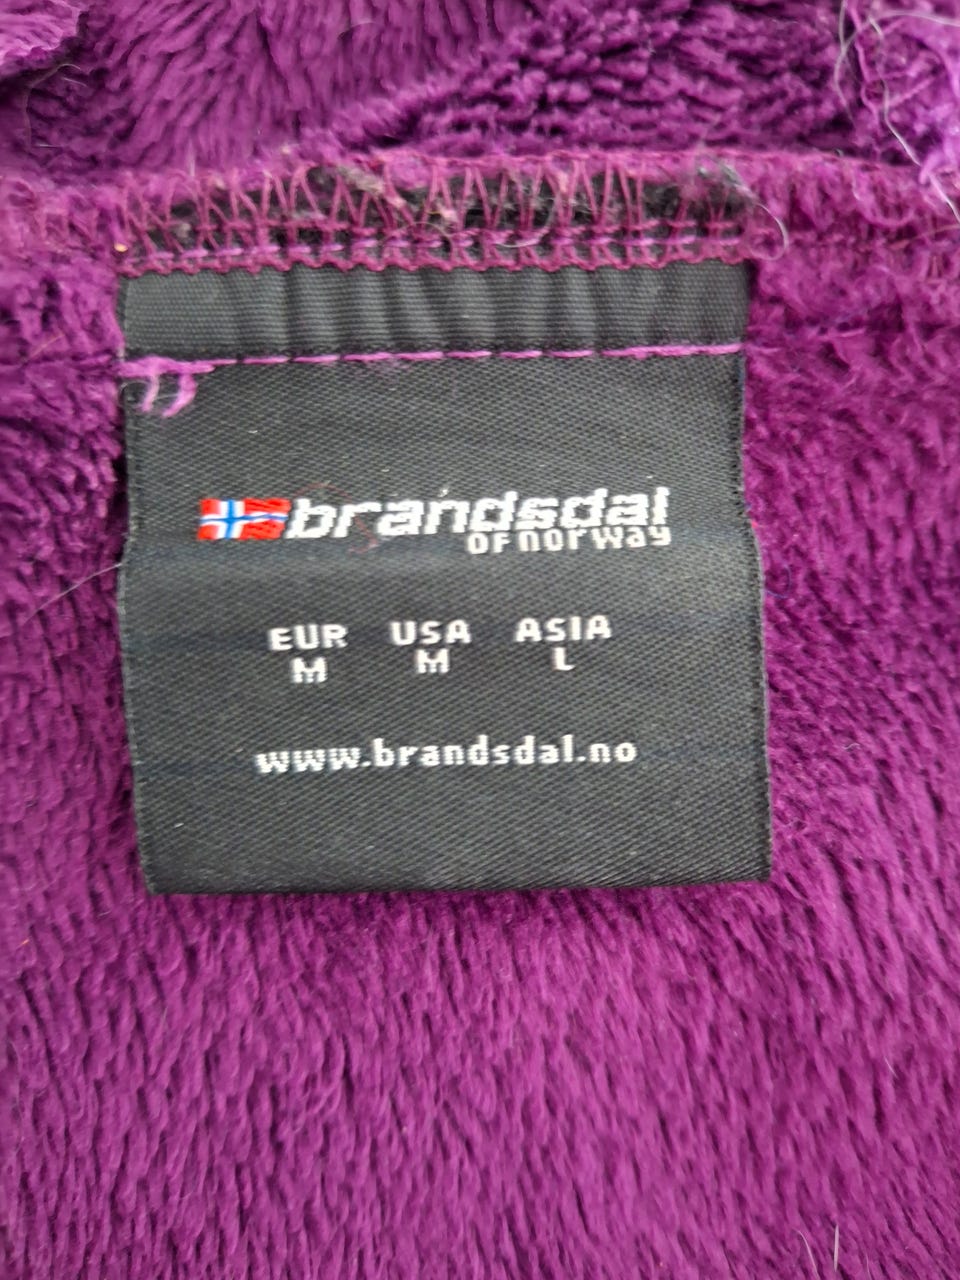 brandsdal
OF norway
EUR USA ASIA
M M L
www.brandsdal.no